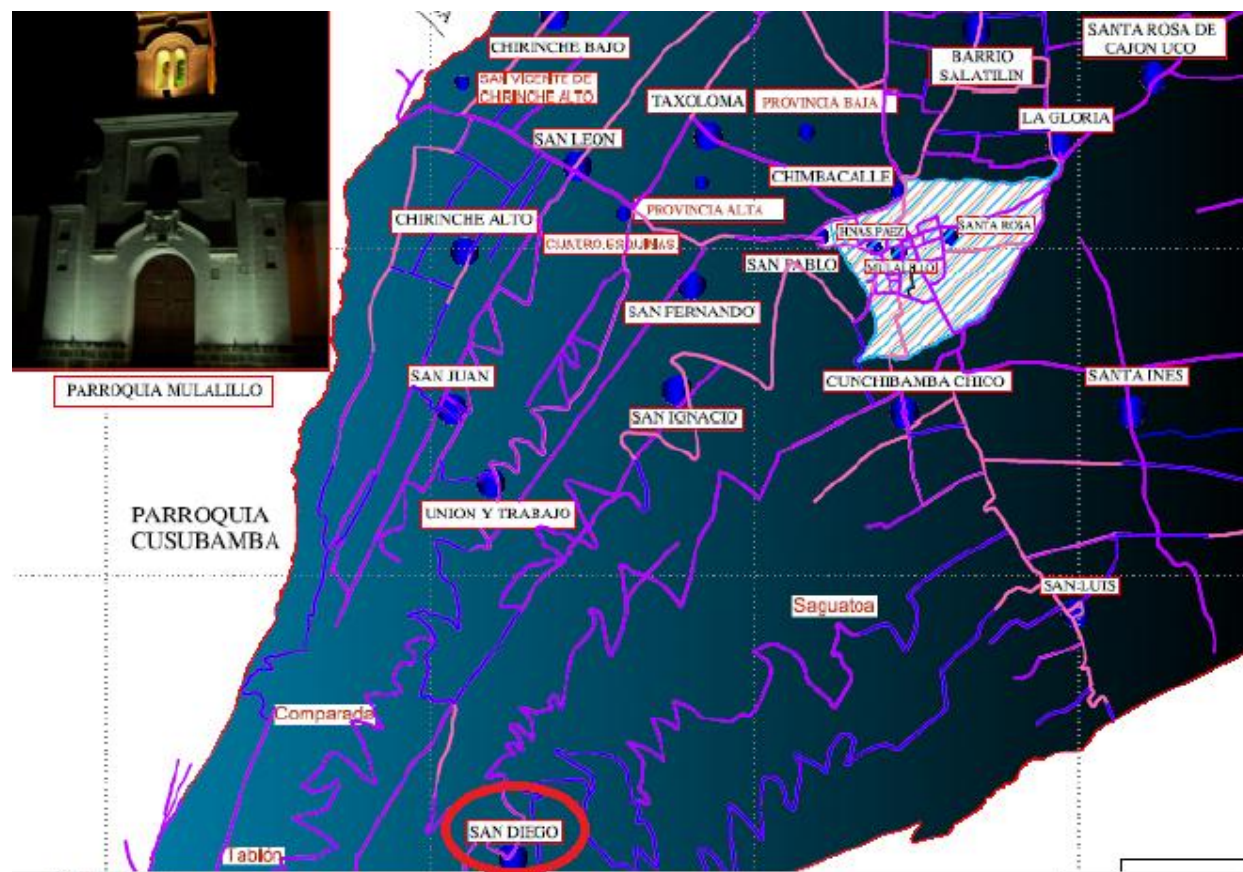 CHIRINCHE BAJO
SANTA ROSA DE
CAJON UCO
BARRIO
SALATILIN
SAN VICENTE DE
CHIRINCHE ALTO
TAXOLOMA
PROVINCIA BAJA
LA GLORIA
SAN LEON
CHIMBACALLE
CHIRINCHE ALTO
PROVINCIA ALTA
HNAS. PAEZ
SANTA ROSA
CUATRO ESQUINAS
SAN PABLO
MULALILLO
SAN FERNANDO
PARROQUIA MULALILLO
SAN JUAN
CUNCHIBAMBA CHICO
SANTA INES
SAN IGNACIO
PARROQUIA
CUSUBAMBA
UNION Y TRABAJO
SAN LUIS
Saguatoa
Comparada
SAN DIEGO
Tablón